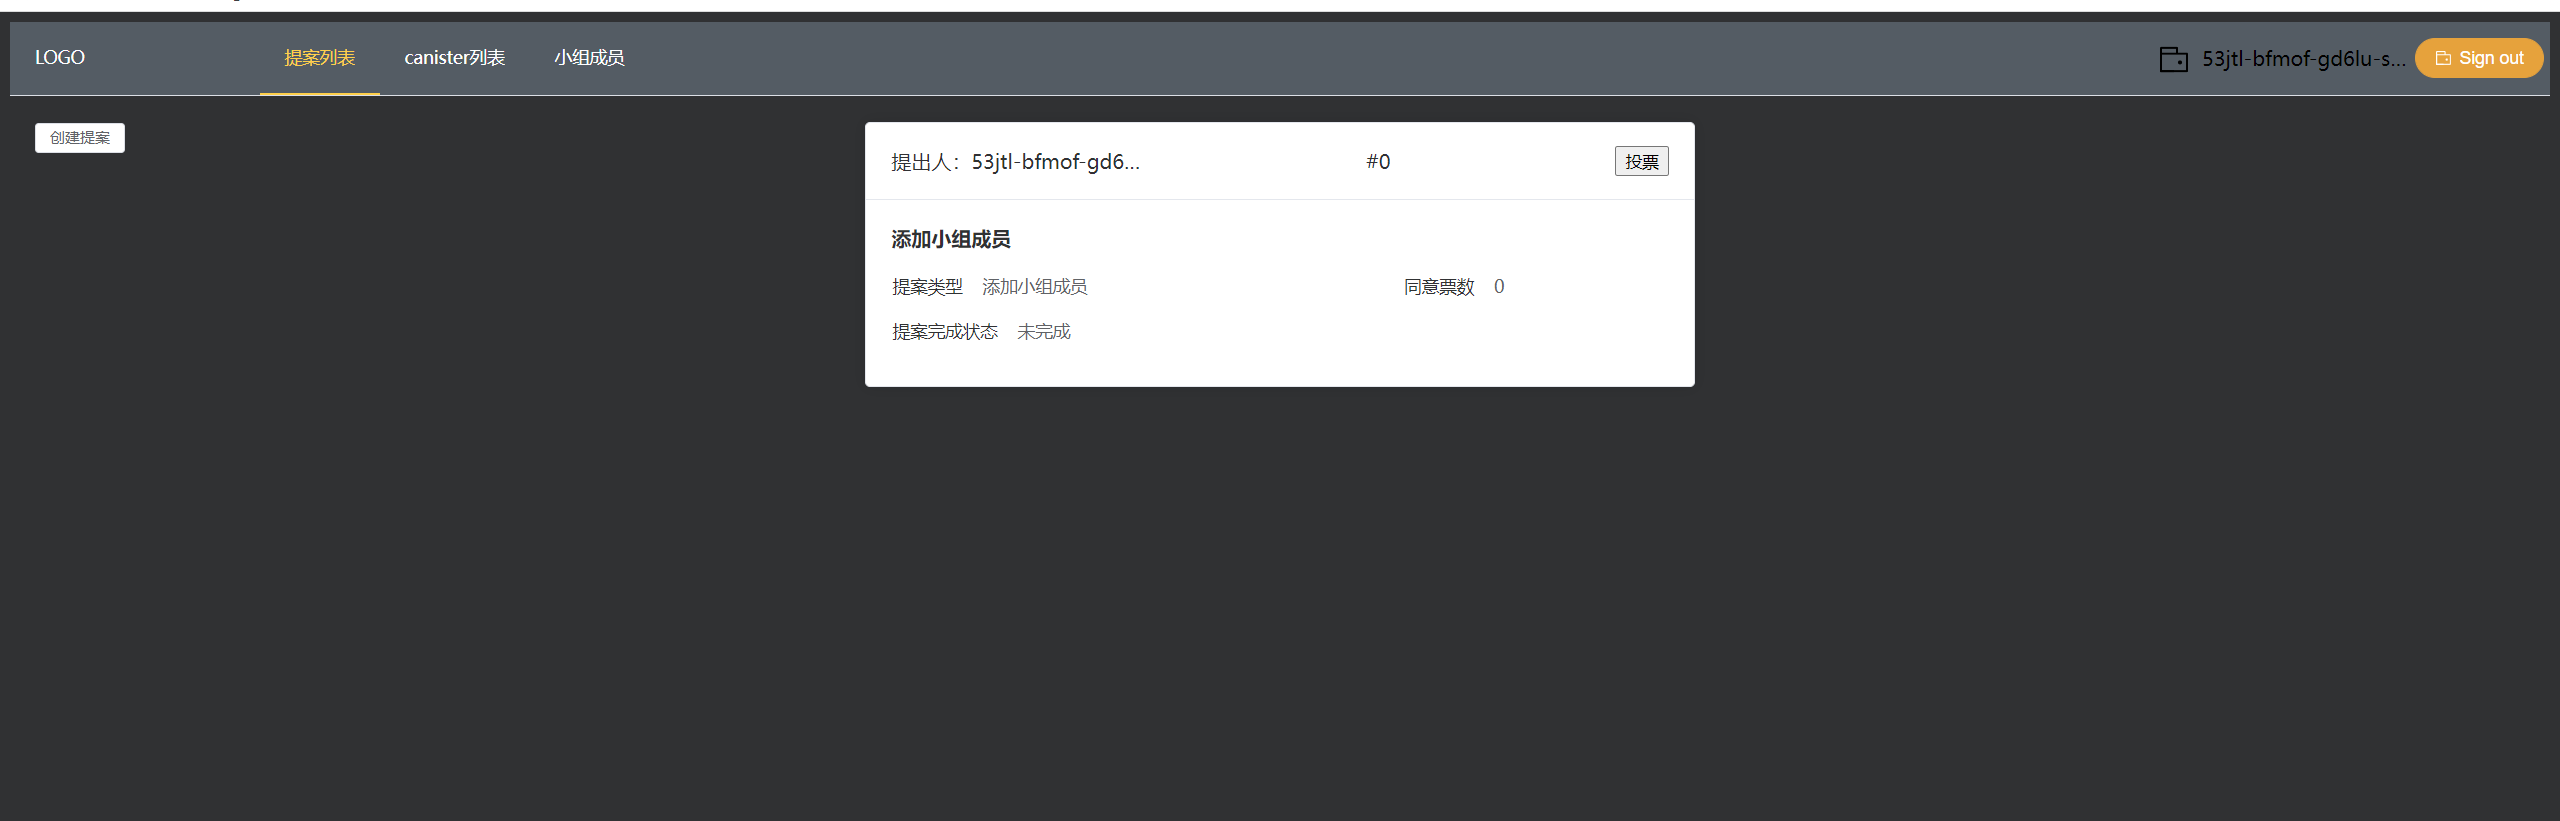 LOGO 提案列表 canister列表 小组成员 53jtl-bfmof-gd6lu-s... Sign out
创建提案
提出人：53jtl-bfmof-gd6... #0 投票
添加小组成员
提案类型 添加小组成员 同意票数 0
提案完成状态 未完成